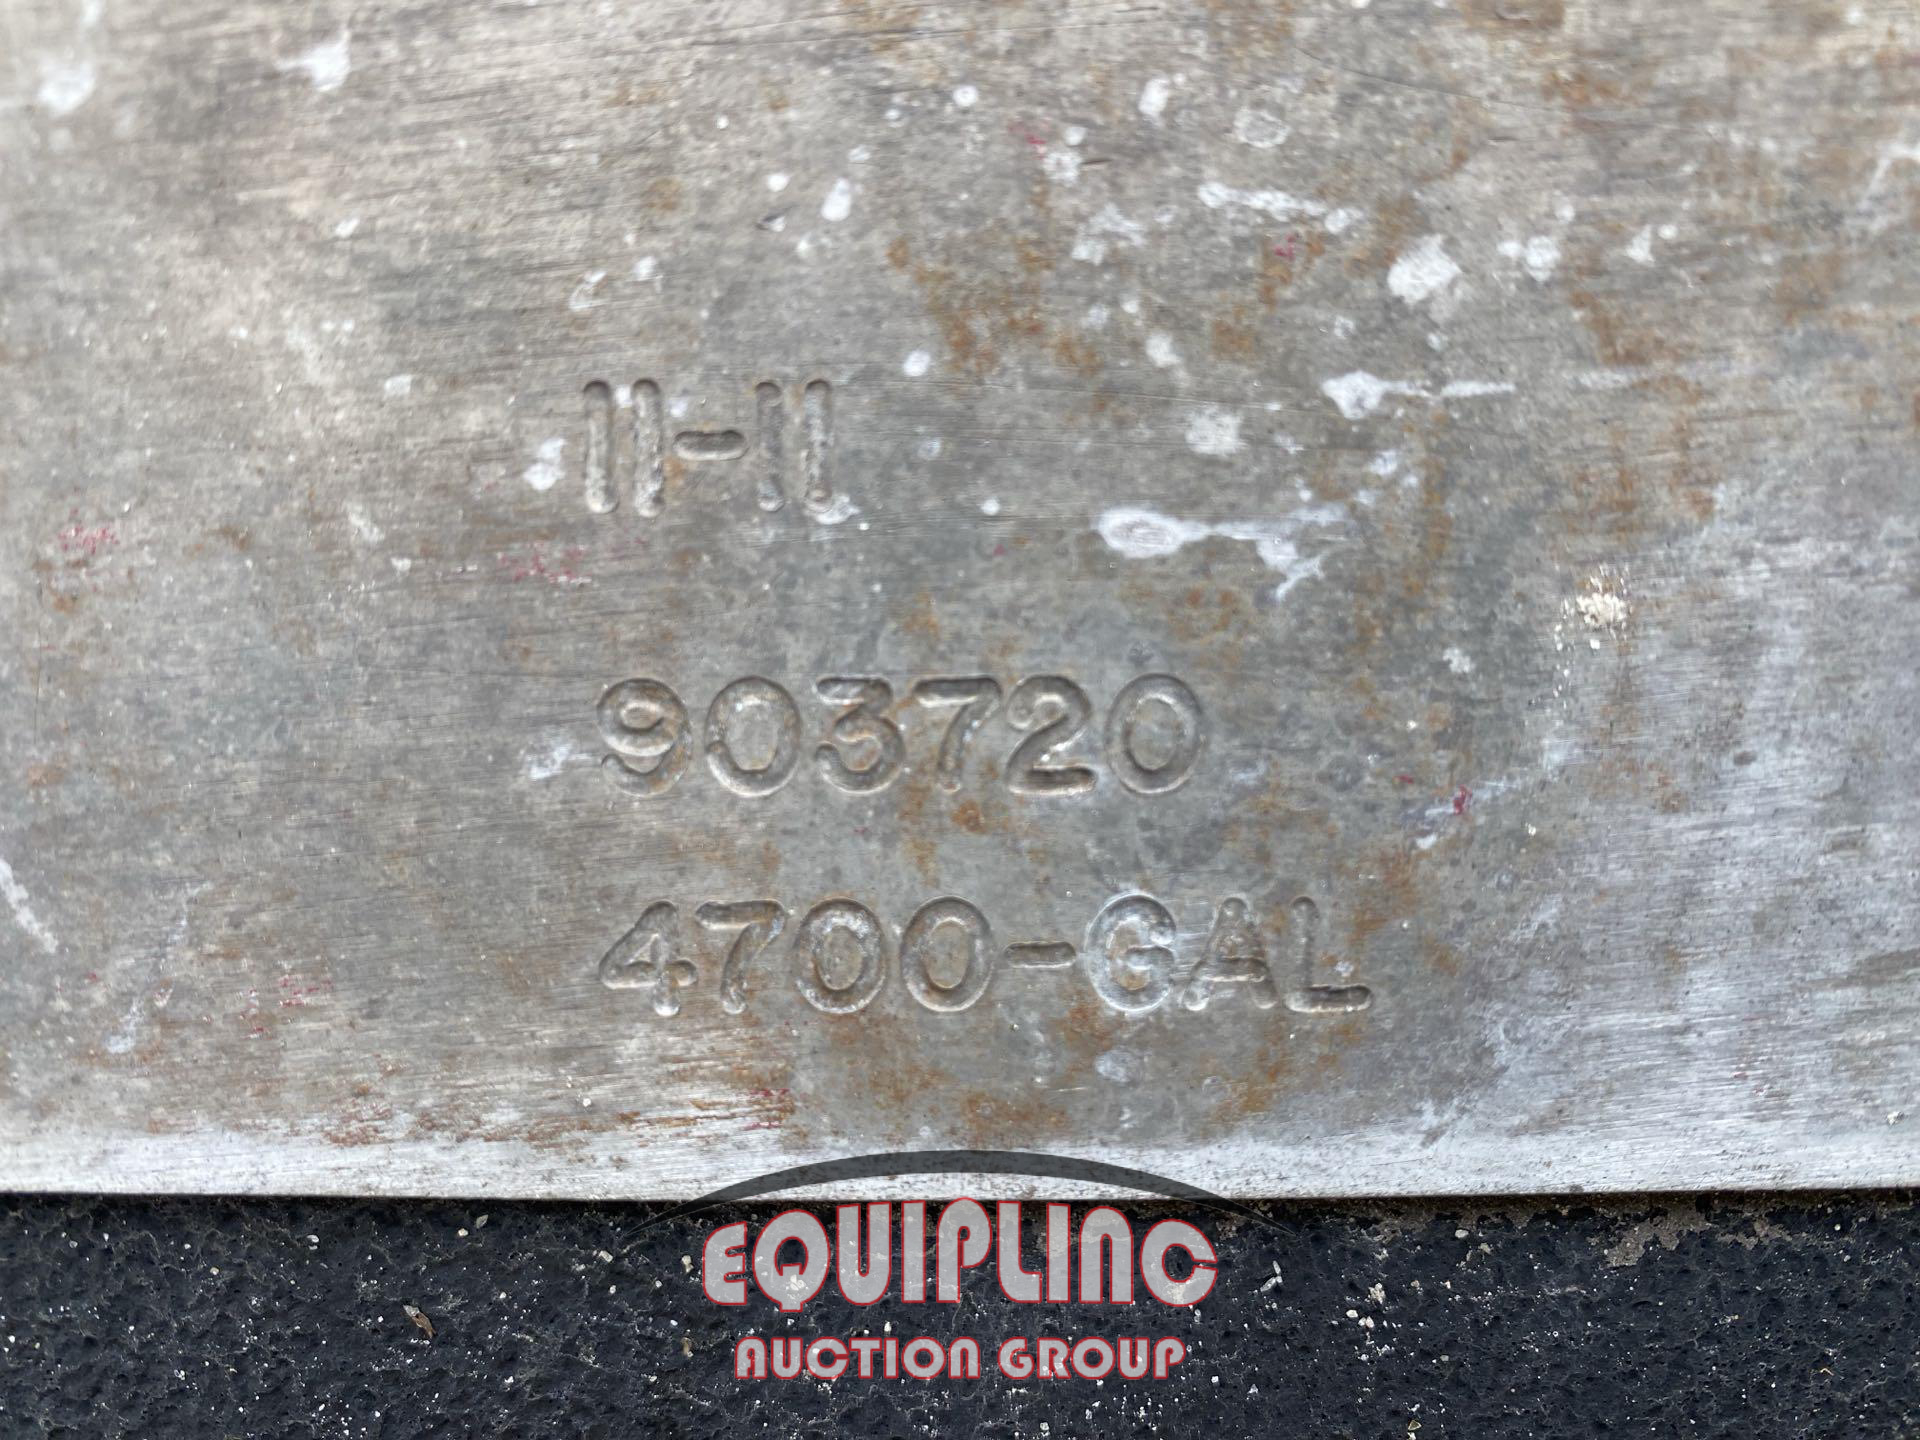 11-11
903720
4700-GAL
EQUIPLINC
AUCTION GROUP